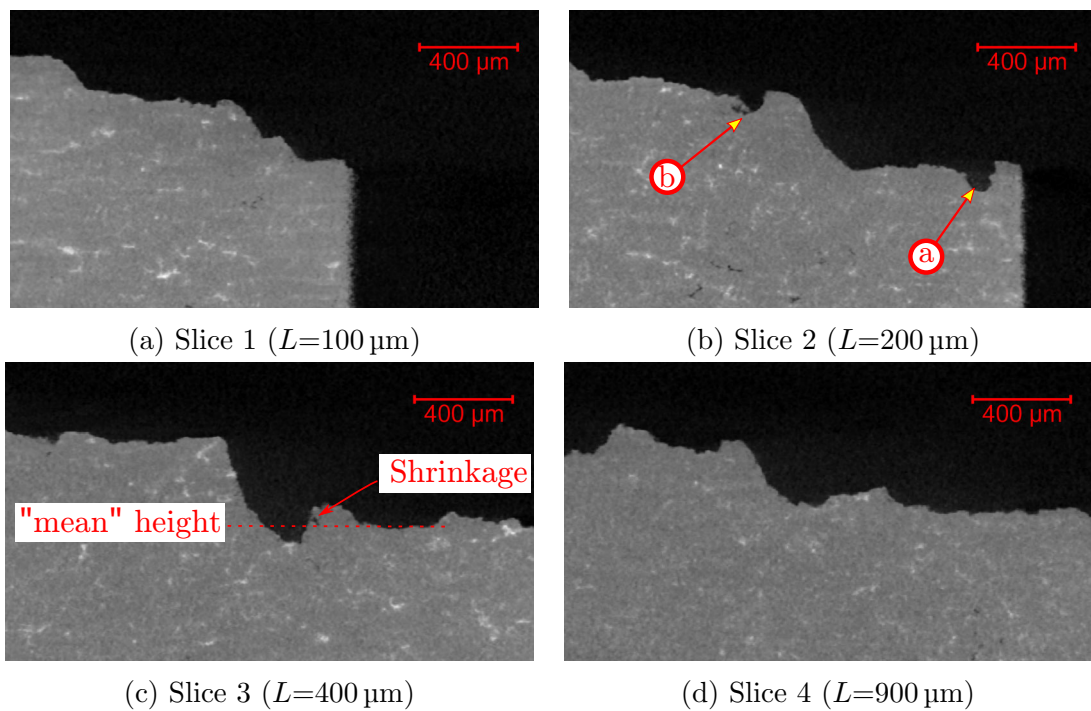 400 µm
400 µm
b
a
(a) Slice 1 (L=100 µm)
(b) Slice 2 (L=200 µm)
400 µm
400 µm
Shrinkage
"mean" height
(c) Slice 3 (L=400 µm)
(d) Slice 4 (L=900 µm)